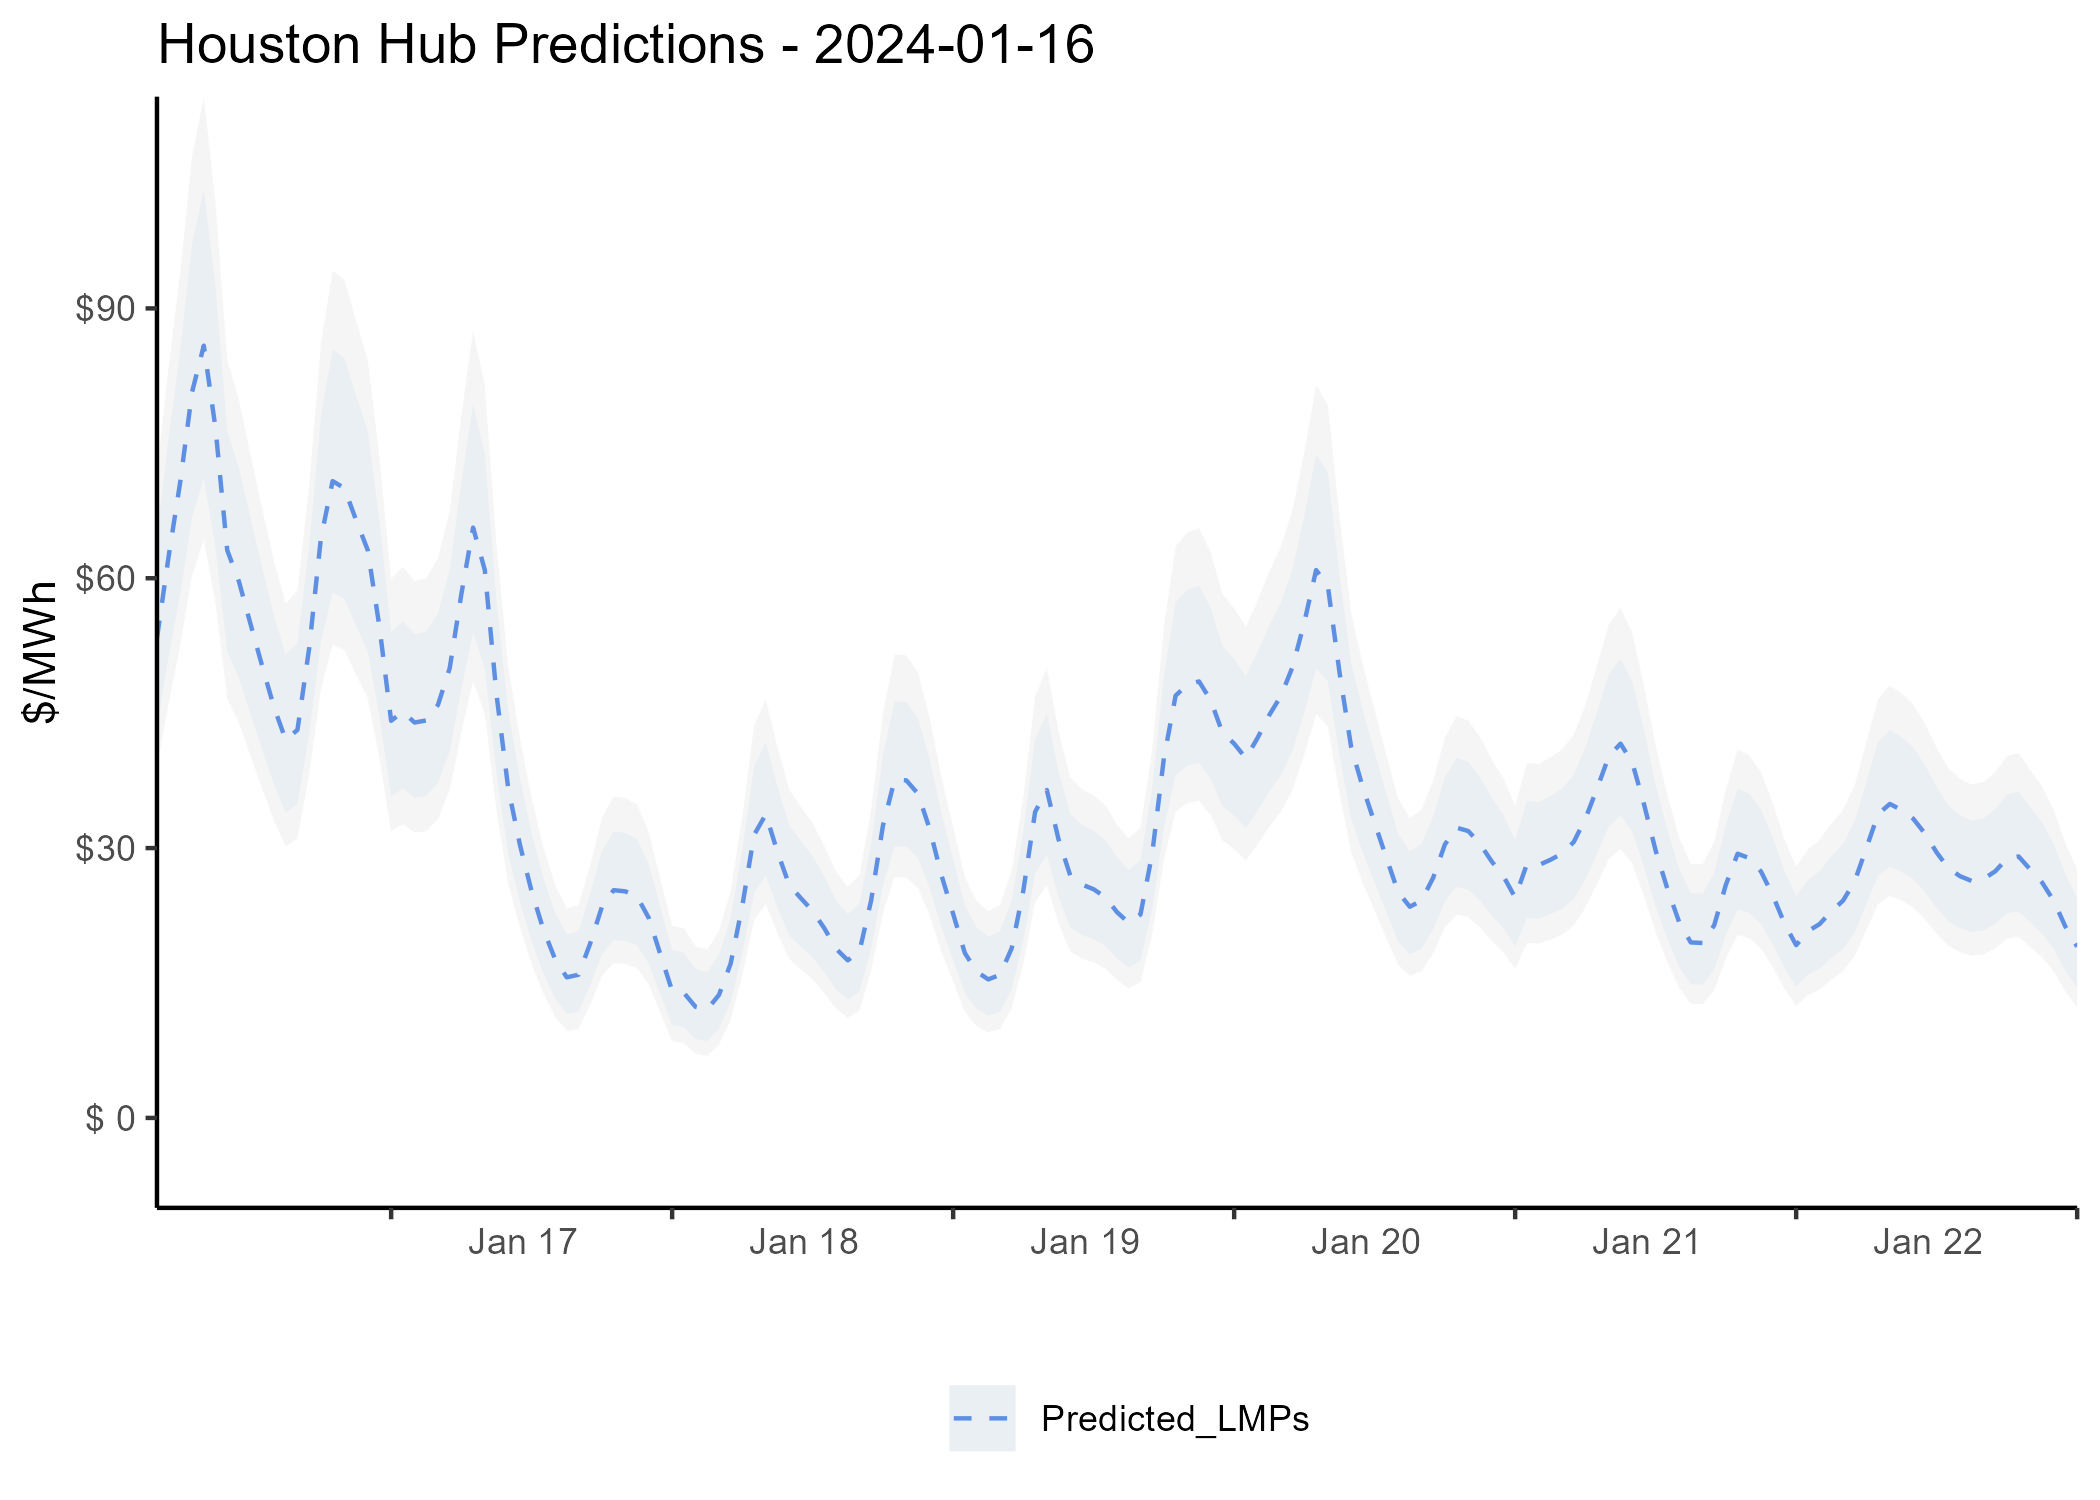 Houston Hub Predictions - 2024-01-16
$/MWh
$90
$60
$30
$ 0
Jan 17
Jan 18
Jan 19
Jan 20
Jan 21
Jan 22
Predicted_LMPs